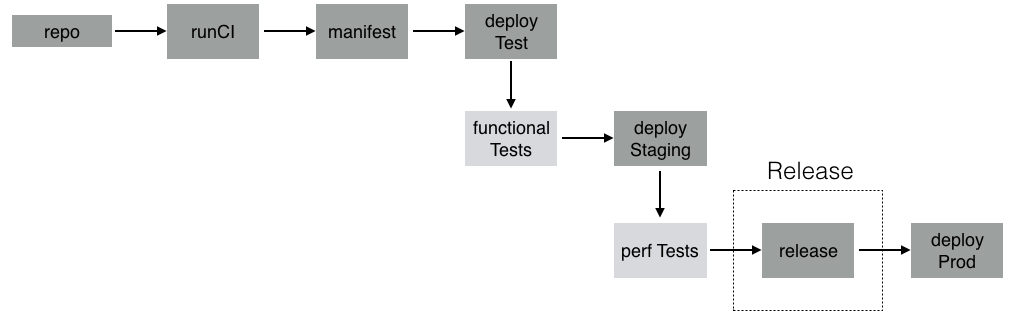 repo
runCI
manifest
deploy
Test
functional
Tests
deploy
Staging
Release
perf Tests
release
deploy
Prod